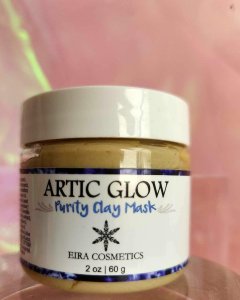 ARTIC GLOW
Purity Clay Mask
EIRA COSMETICS
2 oz | 60 g